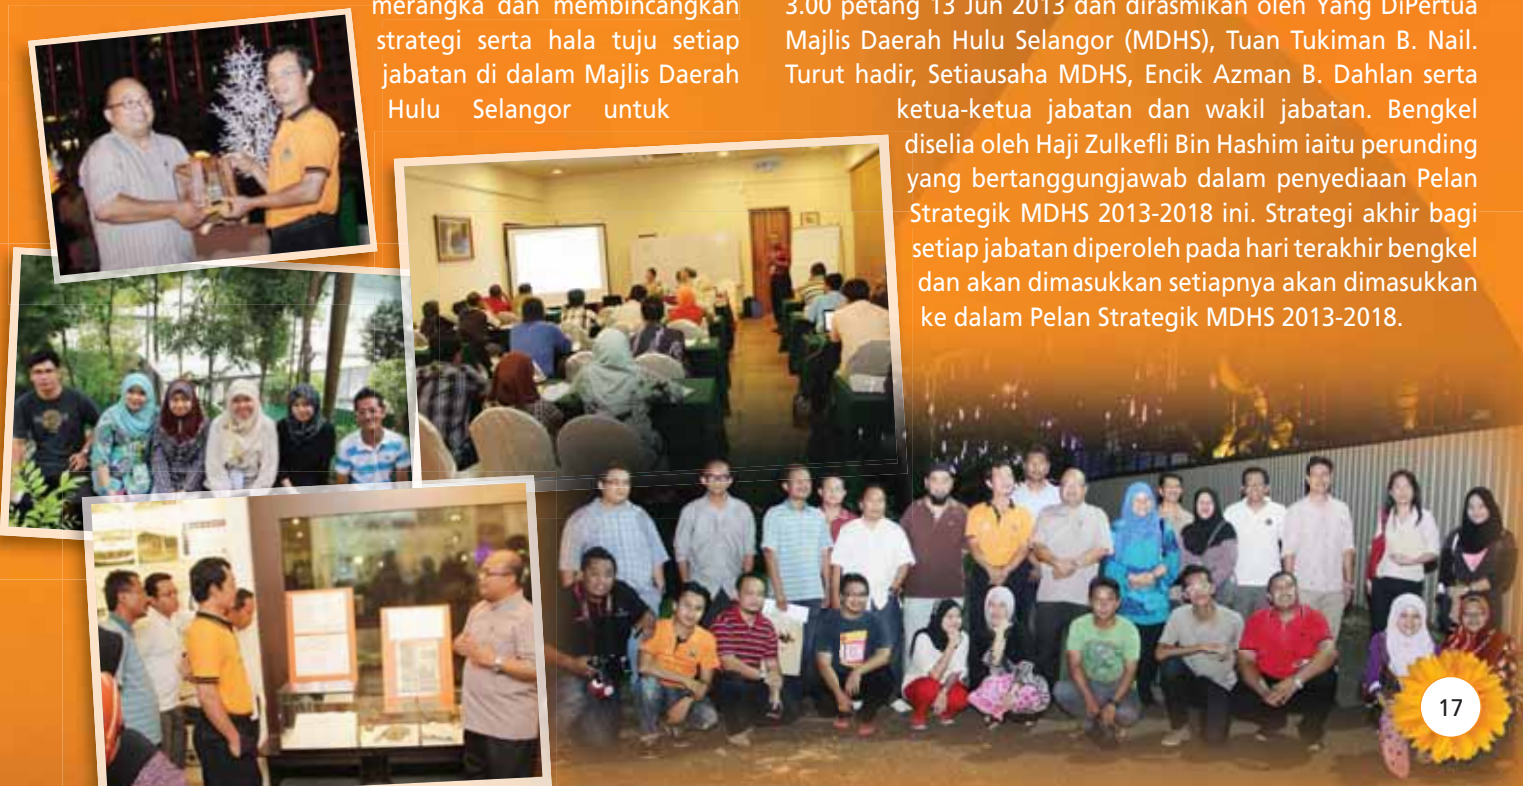 merangka dan membincangkan
strategi serta hala tuju setiap
jabatan di dalam Majlis Daerah
Hulu Selangor untuk
3.00 petang 13 Jun 2013 dan dirasmikan oleh Yang DiPertua
Majlis Daerah Hulu Selangor (MDHS), Tuan Tukiman B. Nail.
Turut hadir, Setiausaha MDHS, Encik Azman B. Dahlan serta
ketua-ketua jabatan dan wakil jabatan. Bengkel
diselia oleh Haji Zulkefli Bin Hashim iaitu perunding
yang bertanggungjawab dalam penyediaan Pelan
Strategik MDHS 2013-2018 ini. Strategi akhir bagi
setiap jabatan diperoleh pada hari terakhir bengkel
dan akan dimasukkan setiapnya akan dimasukkan
ke dalam Pelan Strategik MDHS 2013-2018.
17